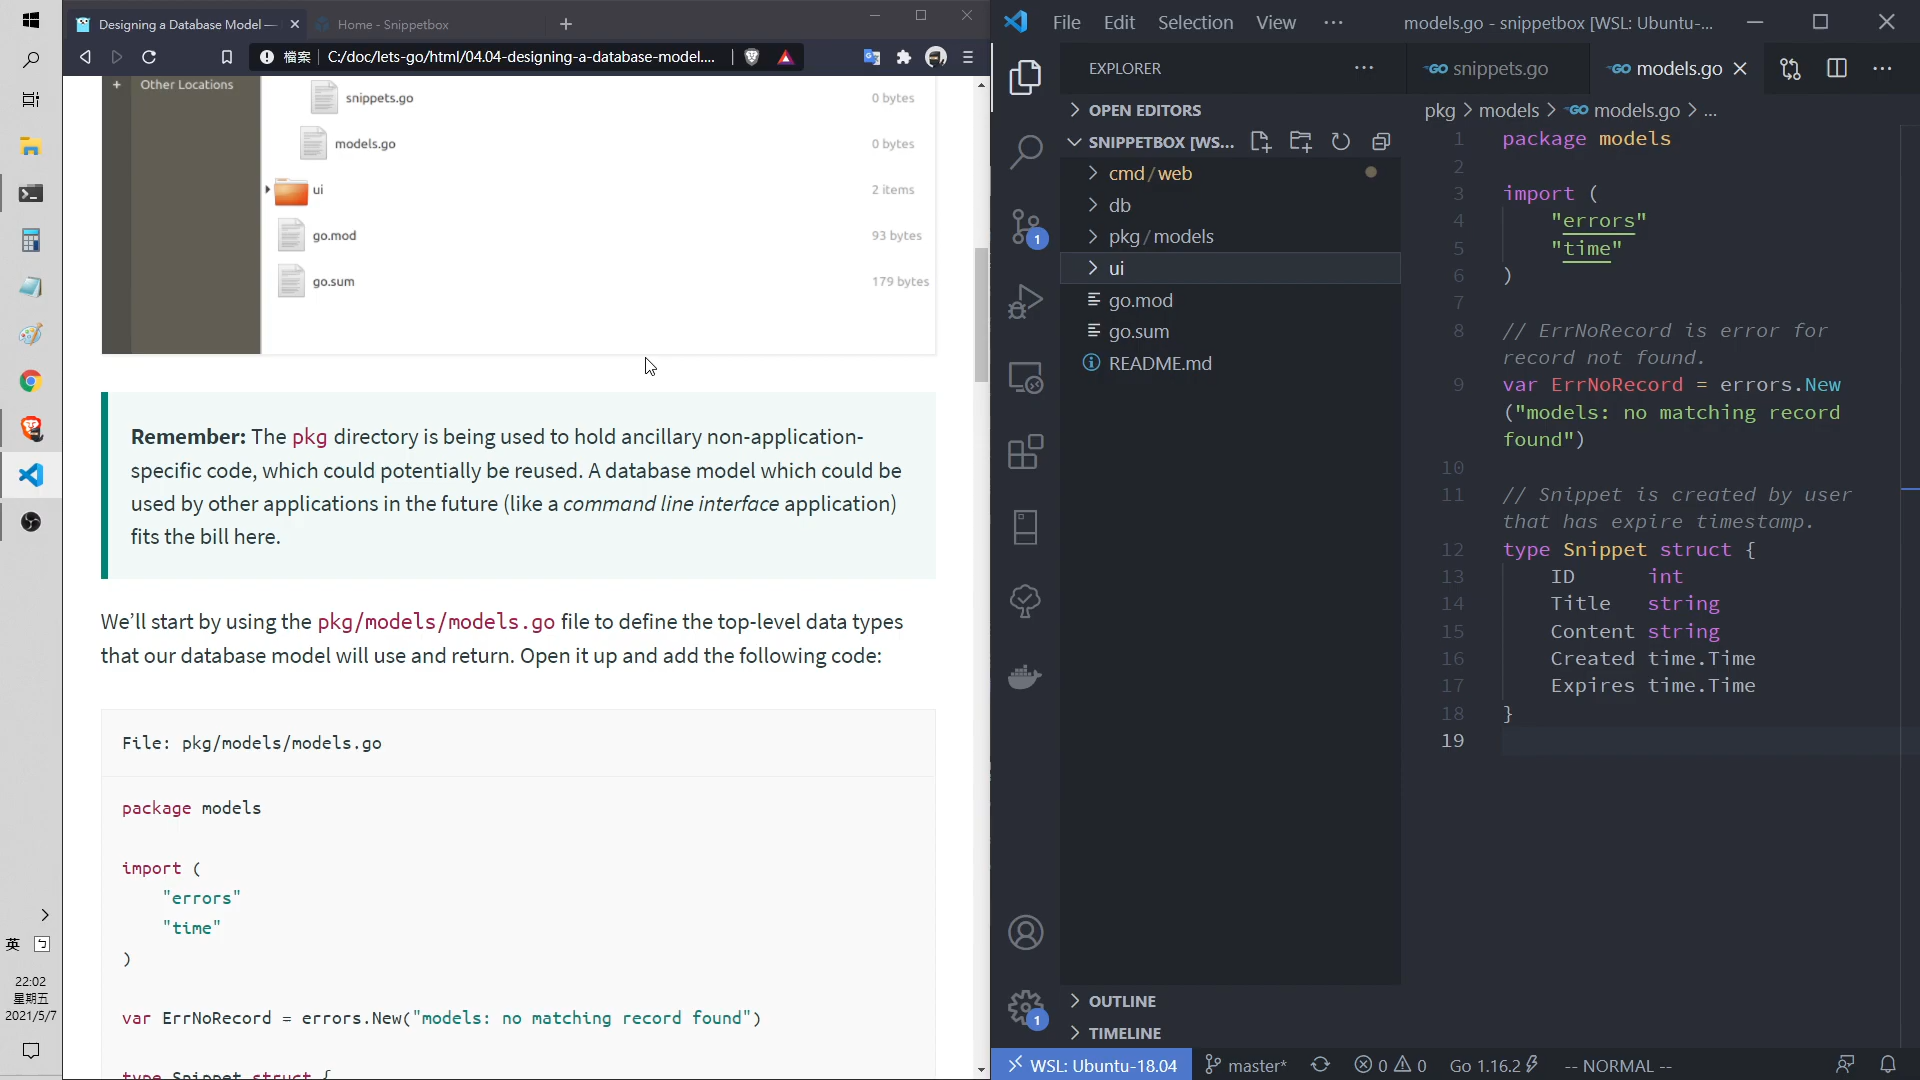 Designing a Database Model —
Home - Snippetbox
檔案
C:/doc/lets-go/html/04.04-designing-a-database-model....
Other Locations
snippets.go
0 bytes
models.go
0 bytes
ui
2 items
go.mod
93 bytes
go.sum
179 bytes
Remember: The pkg directory is being used to hold ancillary non-application-
specific code, which could potentially be reused. A database model which could be
used by other applications in the future (like a command line interface application)
fits the bill here.
We’ll start by using the pkg/models/models.go file to define the top-level data types
that our database model will use and return. Open it up and add the following code:
File: pkg/models/models.go
package models
import (
"errors"
"time"
)
var ErrNoRecord = errors.New("models: no matching record found")
type Snippet struct {
英
22:02
星期五
2021/5/7
File Edit Selection View ···
models.go - snippetbox [WSL: Ubuntu-...
EXPLORER
OPEN EDITORS
SNIPPETBOX [WS...
cmd/web
db
pkg/models
ui
go.mod
go.sum
README.md
OUTLINE
TIMELINE
1
1
snippets.go
models.go
pkg > models > models.go > ...
1 package models
2
3 import (
4 "errors"
5 "time"
6 )
7
8 // ErrNoRecord is error for
record not found.
9 var ErrNoRecord = errors.New
("models: no matching record
found")
10
11 // Snippet is created by user
that has expire timestamp.
12 type Snippet struct {
13 ID int
14 Title string
15 Content string
16 Created time.Time
17 Expires time.Time
18 }
19
WSL: Ubuntu-18.04
master*
0
0
Go 1.16.2
-- NORMAL --